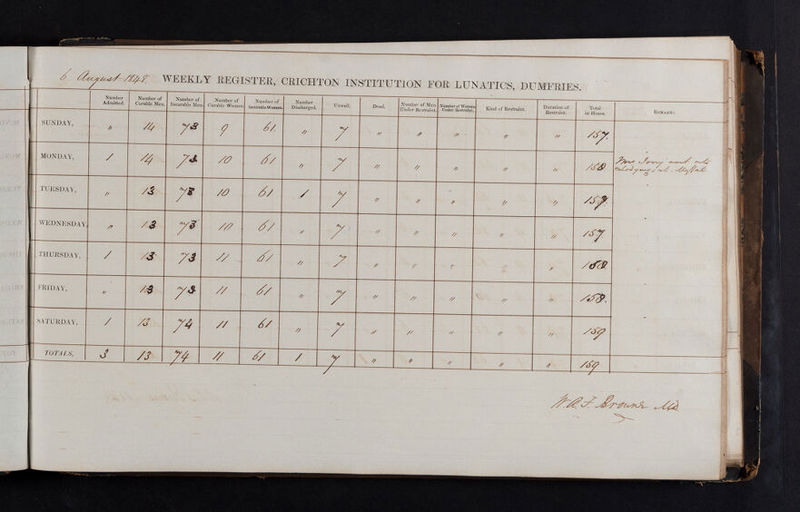 6 August 1848 WEEKLY REGISTER, CRICHTON INSTITUTION FOR LUNATICS, DUMFRIES.
Number Admitted. Number of Curable Men. Number of Incurable Men. Number of Curable Women. Number of Incurable Women. Number Discharged. Unwell. Dead. Number of Men Under Restraint. Number of Women Under Restraint. Kind of Restraint. Duration of Restraint. Total in House. REMARKS.
SUNDAY, " 14 73 9 61 " 7 " " " " " 157.
MONDAY, 1 14 73 10 61 " 7 " " " " " 158
TUESDAY, " 13 73 10 61 1 7 " " " " " 157
WEDNESDAY, " 13 73 10 61 " 7 " " " " " 157
THURSDAY, 1 13 73 11 61 " 7 " " " " " 158
FRIDAY, " 13 73 11 61 " 7 " " " " " 158.
SATURDAY, 1 13 74 11 61 " 7 " " " " " 159
TOTALS, 3 13 74 11 61 1 7 " " " " " 159
W.A.F. Browne Md